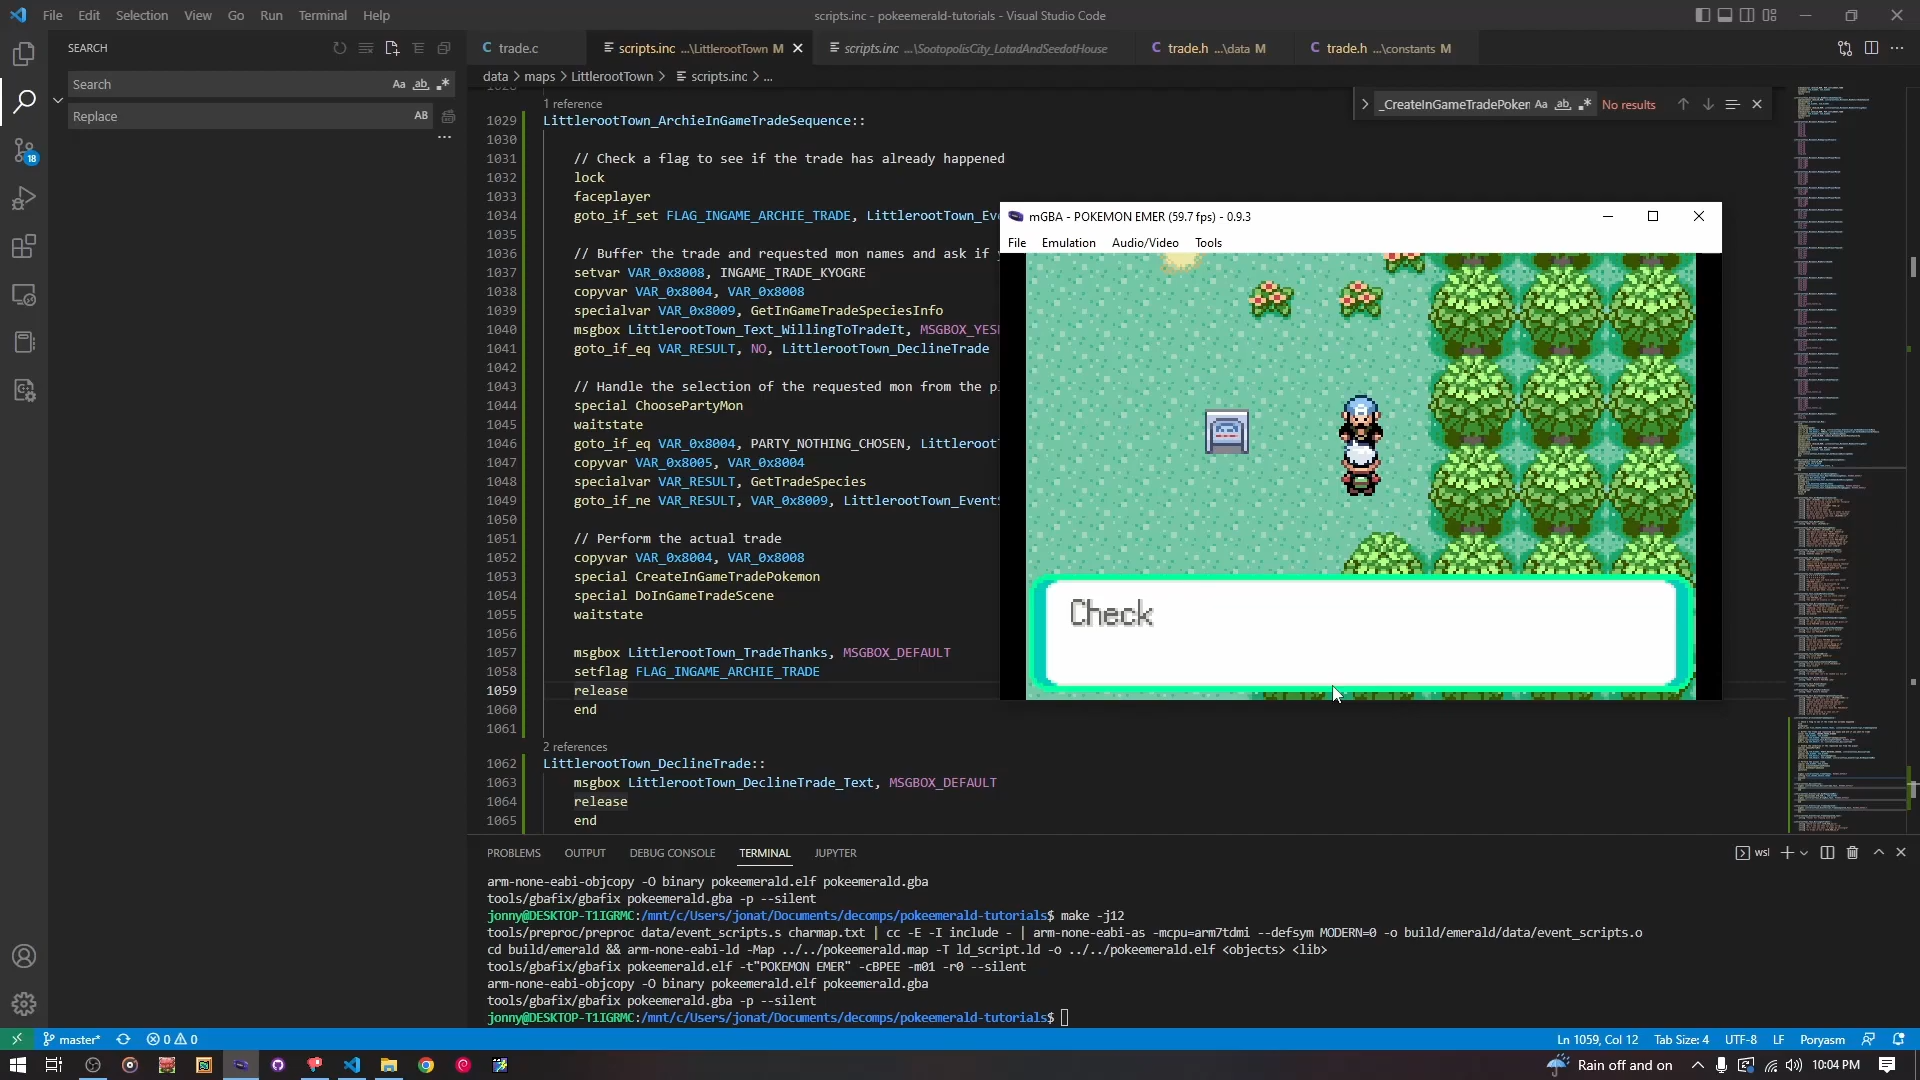 File Edit Selection View Go Run Terminal Help
scripts.inc - pokeemerald-tutorials - Visual Studio Code
SEARCH
Search
Aa ab
Replace
AB
18
C trade.c
scripts.inc ...\LittlerootTown M
scripts.inc ...\SootopolisCity_LotadAndSeedotHouse
C trade.h ...\data M
C trade.h ...\constants M
data > maps > LittlerootTown > scripts.inc > ...
_CreateInGameTradePoken Aa ab No results
1 reference
1029 LittlerootTown_ArchieInGameTradeSequence::
1030
1031 // Check a flag to see if the trade has already happened
1032 lock
1033 faceplayer
1034 goto_if_set FLAG_INGAME_ARCHIE_TRADE, LittlerootTown_Eve
1035
1036 // Buffer the trade and requested mon names and ask if
1037 setvar VAR_0x8008, INGAME_TRADE_KYOGRE
1038 copyvar VAR_0x8004, VAR_0x8008
1039 specialvar VAR_0x8009, GetInGameTradeSpeciesInfo
1040 msgbox LittlerootTown_Text_WillingToTradeIt, MSGBOX_YES
1041 goto_if_eq VAR_RESULT, NO, LittlerootTown_DeclineTrade
1042
1043 // Handle the selection of the requested mon from the p
1044 special ChoosePartyMon
1045 waitstate
1046 goto_if_eq VAR_0x8004, PARTY_NOTHING_CHOSEN, Littleroot
1047 copyvar VAR_0x8005, VAR_0x8004
1048 specialvar VAR_RESULT, GetTradeSpecies
1049 goto_if_ne VAR_RESULT, VAR_0x8009, LittlerootTown_Event
1050
1051 // Perform the actual trade
1052 copyvar VAR_0x8004, VAR_0x8008
1053 special CreateInGameTradePokemon
1054 special DoInGameTradeScene
1055 waitstate
1056
1057 msgbox LittlerootTown_TradeThanks, MSGBOX_DEFAULT
1058 setflag FLAG_INGAME_ARCHIE_TRADE
1059 release
1060 end
1061
2 references
1062 LittlerootTown_DeclineTrade::
1063 msgbox LittlerootTown_DeclineTrade_Text, MSGBOX_DEFAULT
1064 release
1065 end
mGBA - POKEMON EMER (59.7 fps) - 0.9.3
File Emulation Audio/Video Tools
Check
PROBLEMS OUTPUT DEBUG CONSOLE TERMINAL JUPYTER
wsl
arm-none-eabi-objcopy -O binary pokeemerald.elf pokeemerald.gba
tools/gbafix/gbafix pokeemerald.gba -p --silent
jonny@DESKTOP-T1IGRMC:/mnt/c/Users/jonat/Documents/decomps/pokeemerald-tutorials$ make -j12
tools/preproc/preproc data/event_scripts.s charmap.txt | cc -E -I include - | arm-none-eabi-as -mcpu=arm7tdmi --defsym MODERN=0 -o build/emerald/data/event_scripts.o
cd build/emerald && arm-none-eabi-ld -Map ../../pokeemerald.map -T ld_script.ld -o ../../pokeemerald.elf <objects> <lib>
tools/gbafix/gbafix pokeemerald.elf -t"POKEMON EMER" -cBPEE -m01 -r0 --silent
arm-none-eabi-objcopy -O binary pokeemerald.elf pokeemerald.gba
tools/gbafix/gbafix pokeemerald.gba -p --silent
jonny@DESKTOP-T1IGRMC:/mnt/c/Users/jonat/Documents/decomps/pokeemerald-tutorials$
master* 0 0
Ln 1059, Col 12 Tab Size: 4 UTF-8 LF Poryasm
Rain off and on
10:04 PM